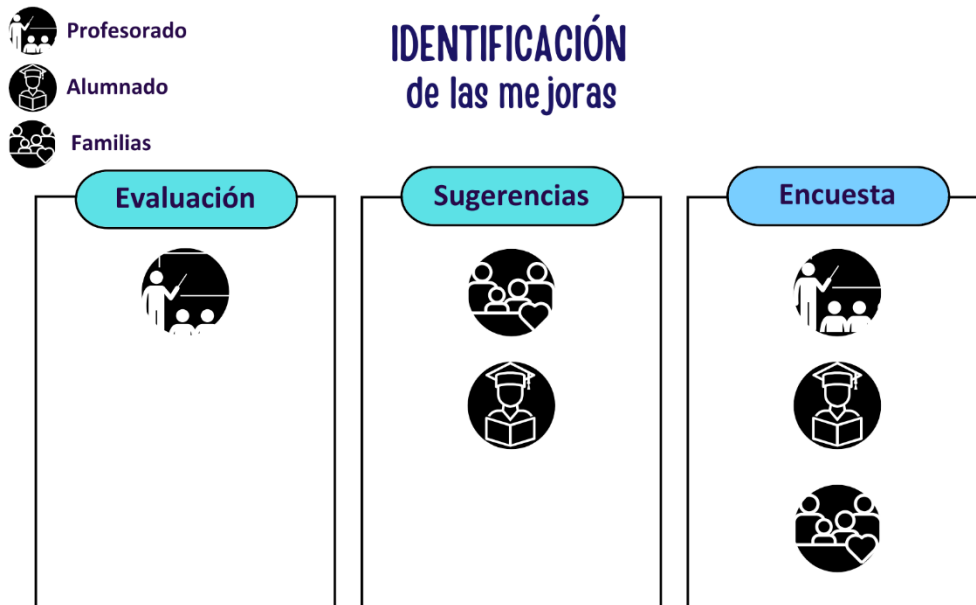 Profesorado
Alumnado
Familias
IDENTIFICACIÓN
de las mejoras
Evaluación
Sugerencias
Encuesta